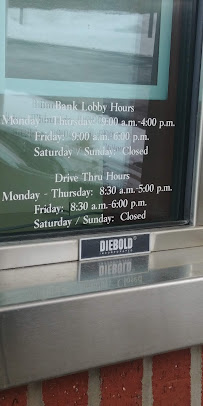 Bank Lobby Hours
Monday - Thursday: 9:00 a.m.-4:00 p.m.
Friday: 9:00 a.m.-6:00 p.m.
Saturday / Sunday: Closed
Drive Thru Hours
Monday - Thursday: 8:30 a.m.-5:00 p.m.
Friday: 8:30 a.m.-6:00 p.m.
Saturday / Sunday: Closed
DIEBOLD
INCORPORATED